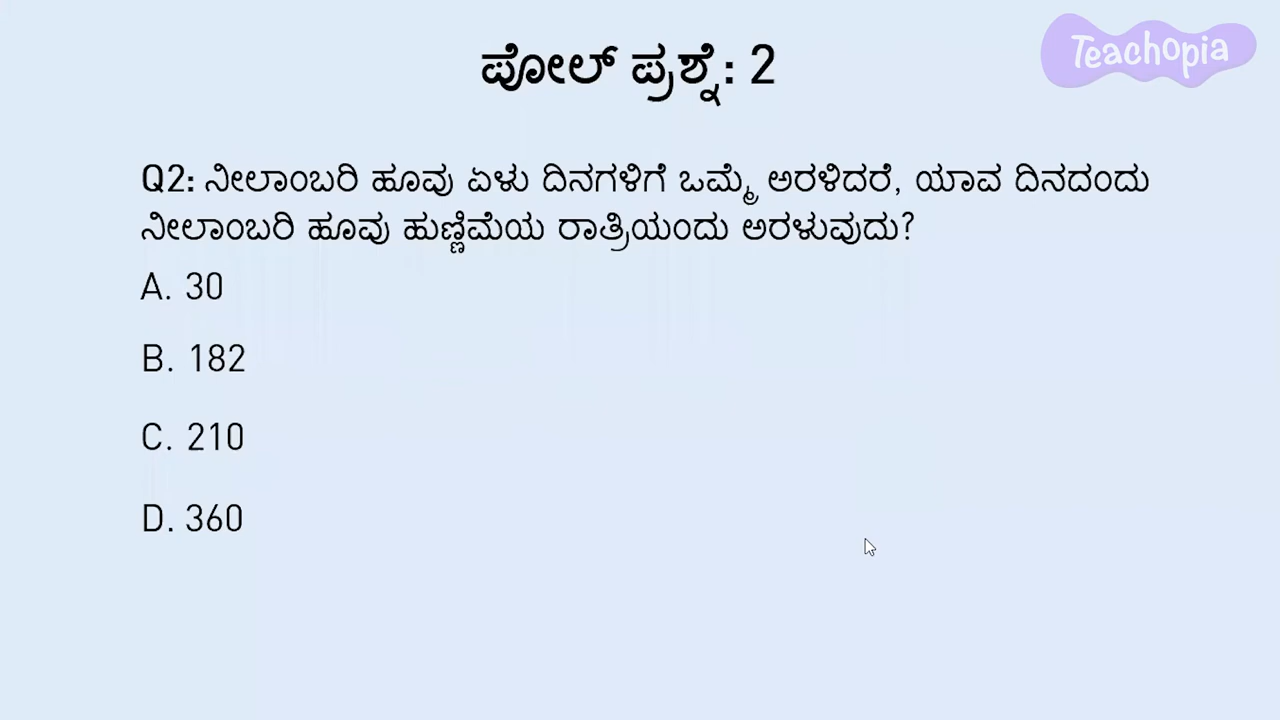 Teachopia
ಪೋಲ್ ಪ್ರಶ್ನೆ: 2
Q2: ನೀಲಾಂಬರಿ ಹೂವು ಏಳು ದಿನಗಳಿಗೆ ಒಮ್ಮೆ ಅರಳಿದರೆ, ಯಾವ ದಿನದಂದು
ನೀಲಾಂಬರಿ ಹೂವು ಹುಣ್ಣಿಮೆಯ ರಾತ್ರಿಯಂದು ಅರಳುವುದು?
A. 30
B. 182
C. 210
D. 360